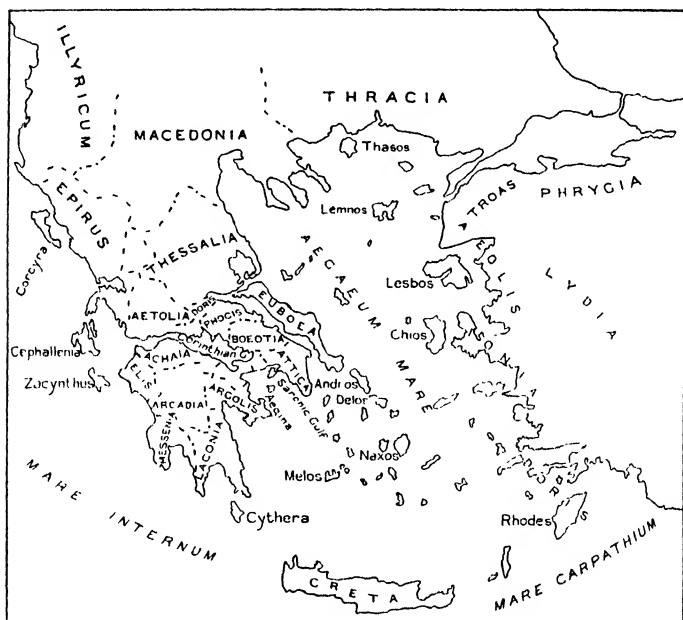 ILLYRICUM
THRACIA
MACEDONIA
Thasos
EPIRUS
Lemnos
TROAS
PHRYGIA
Corcyra
THESSALIA
AEGAEUM MARE
EOLIS
LYDIA
Lesbos
AETOLIA
DORIS
PHOCIS
EUBOEA
BOEOTIA
Chios
IONIA
Cephallenia
ACHAIA
Corinthian G.
ATTICA
Zacynthus
ELIS
ARCADIA
ARGOLIS
Aegina
Saronic Gulf
Andros
Delos
MESSENIA
LACONIA
Naxos
Melos
DORIS
MARE INTERNUM
Cythera
Rhodes
CRETA
MARE CARPATHIUM